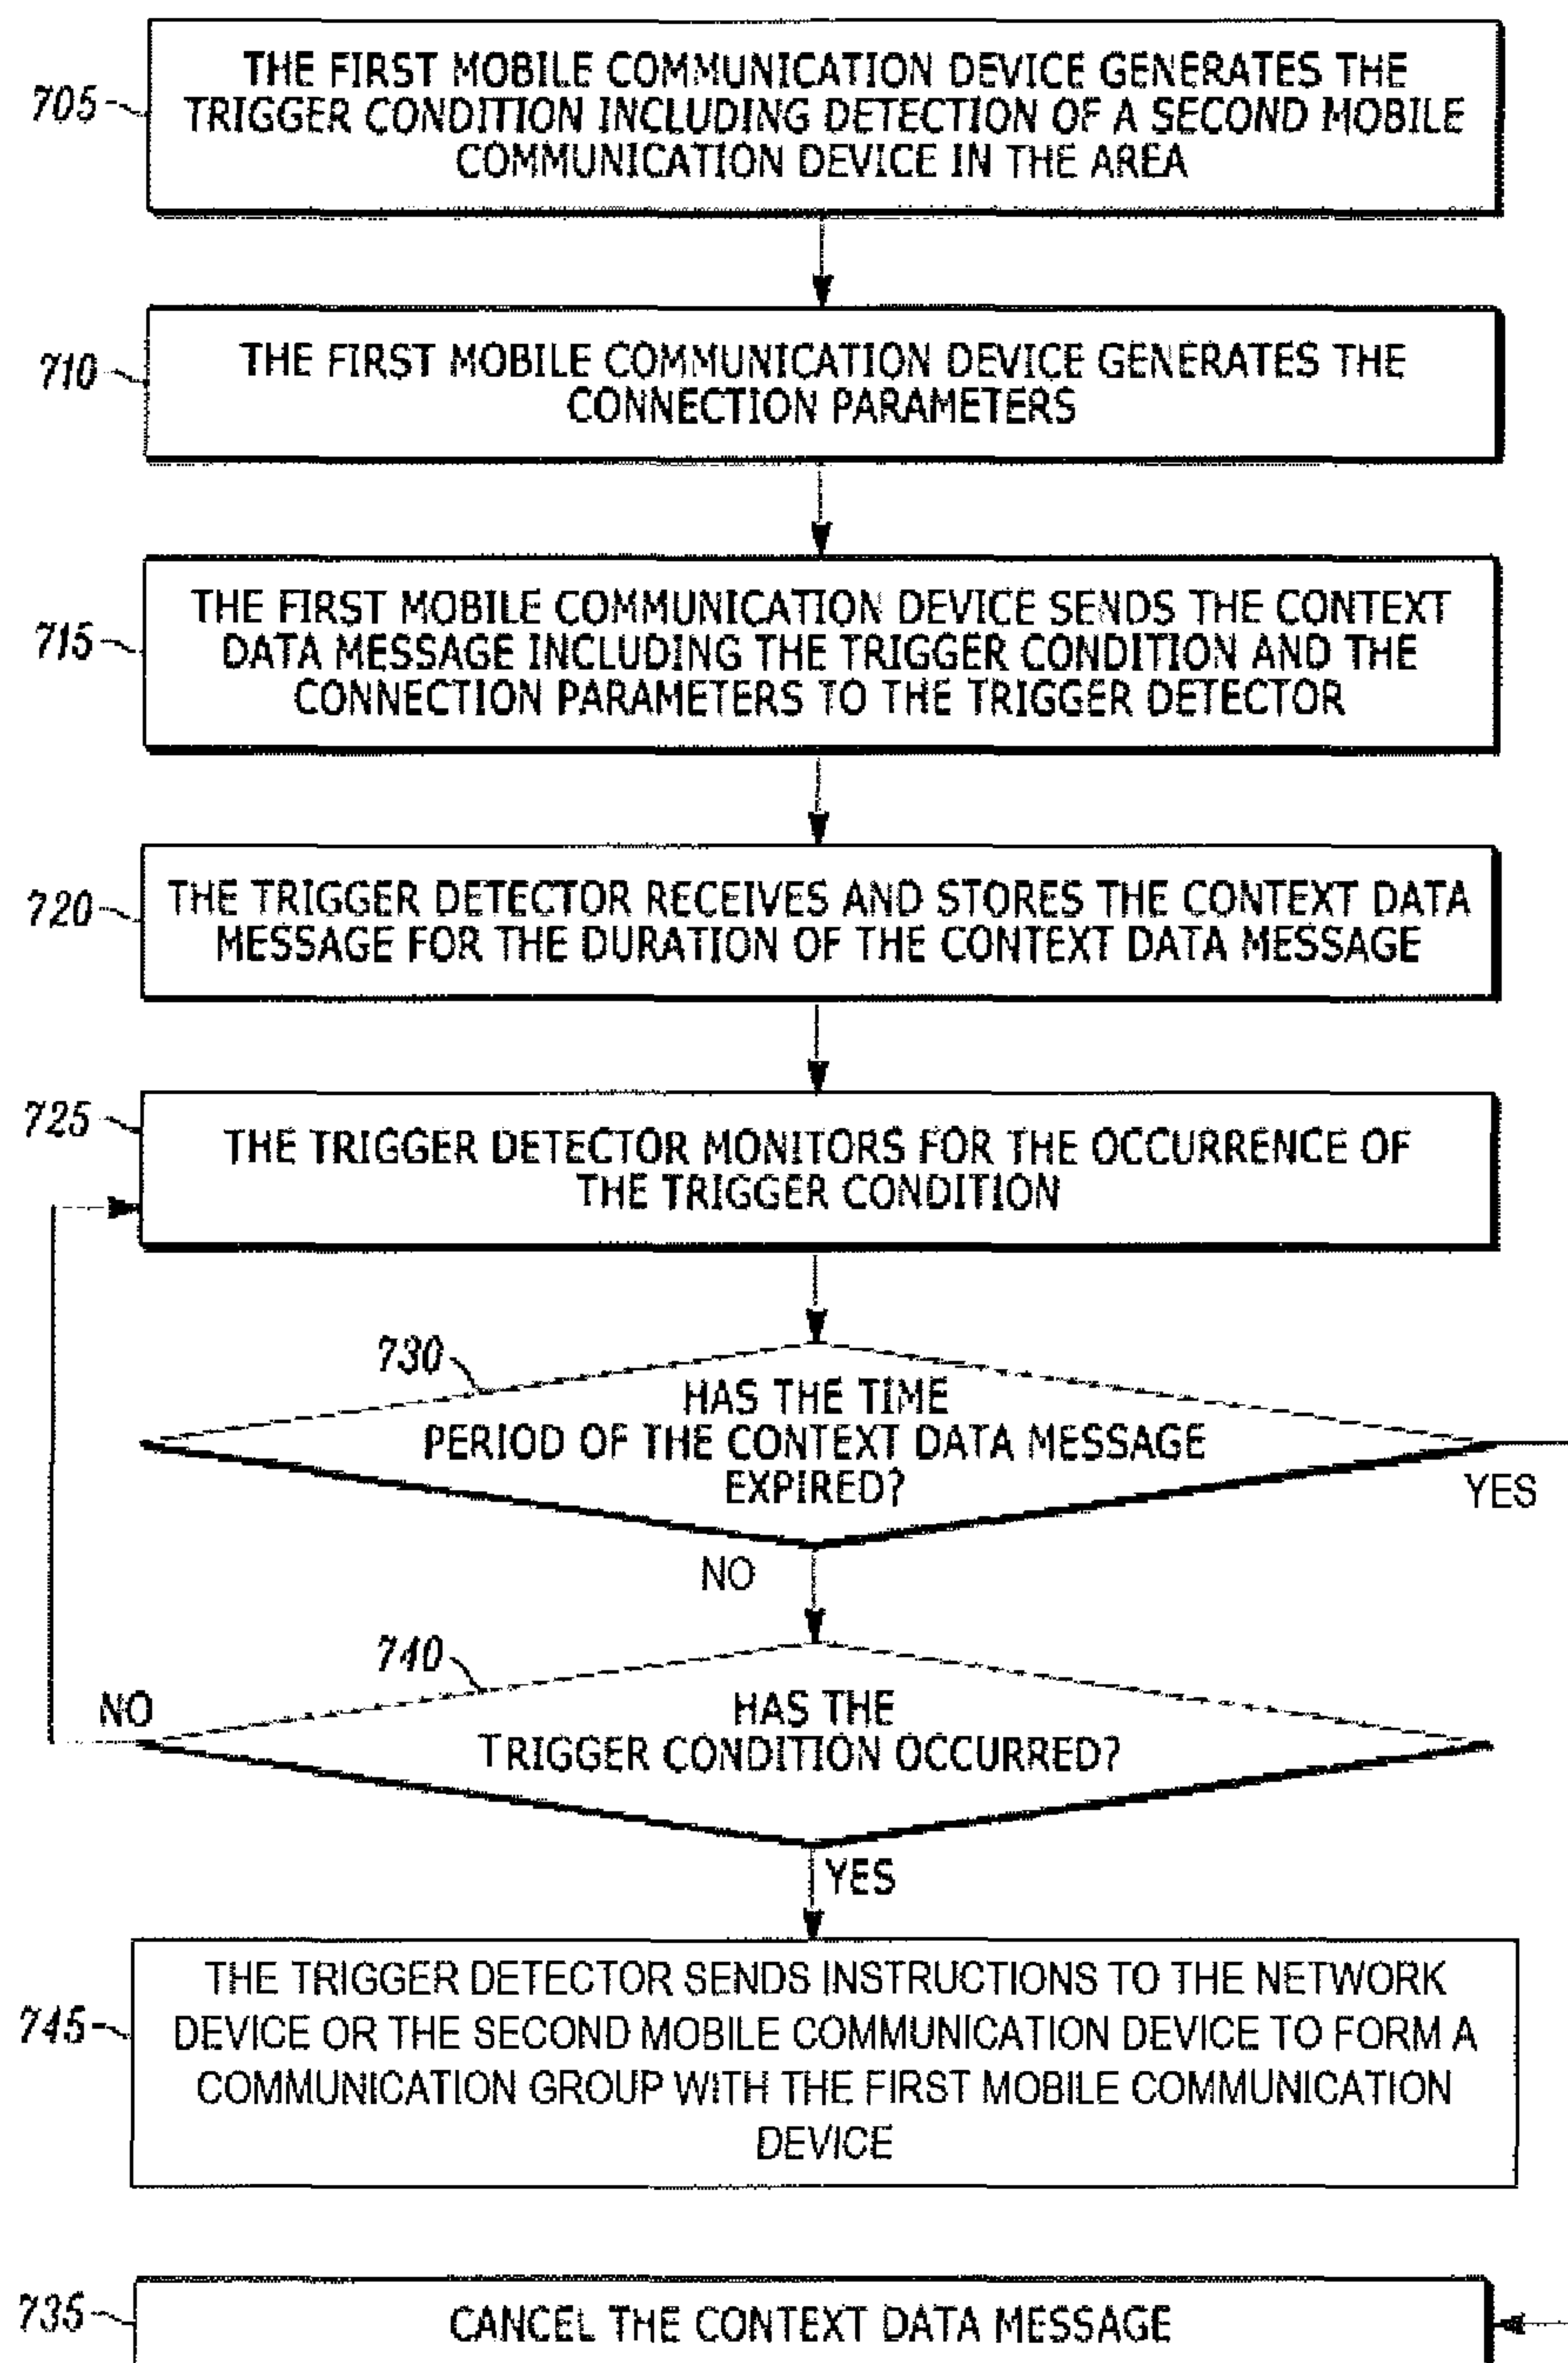 705
THE FIRST MOBILE COMMUNICATION DEVICE GENERATES THE
TRIGGER CONDITION INCLUDING DETECTION OF A SECOND MOBILE
COMMUNICATION DEVICE IN THE AREA
710
THE FIRST MOBILE COMMUNICATION DEVICE GENERATES THE
CONNECTION PARAMETERS
715
THE FIRST MOBILE COMMUNICATION DEVICE SENDS THE CONTEXT
DATA MESSAGE INCLUDING THE TRIGGER CONDITION AND THE
CONNECTION PARAMETERS TO THE TRIGGER DETECTOR
720
THE TRIGGER DETECTOR RECEIVES AND STORES THE CONTEXT DATA
MESSAGE FOR THE DURATION OF THE CONTEXT DATA MESSAGE
725
THE TRIGGER DETECTOR MONITORS FOR THE OCCURRENCE OF
THE TRIGGER CONDITION
730
HAS THE TIME
PERIOD OF THE CONTEXT DATA MESSAGE
EXPIRED?
YES
NO
740
HAS THE
TRIGGER CONDITION OCCURRED?
NO
YES
745
THE TRIGGER DETECTOR SENDS INSTRUCTIONS TO THE NETWORK
DEVICE OR THE SECOND MOBILE COMMUNICATION DEVICE TO FORM A
COMMUNICATION GROUP WITH THE FIRST MOBILE COMMUNICATION
DEVICE
735
CANCEL THE CONTEXT DATA MESSAGE